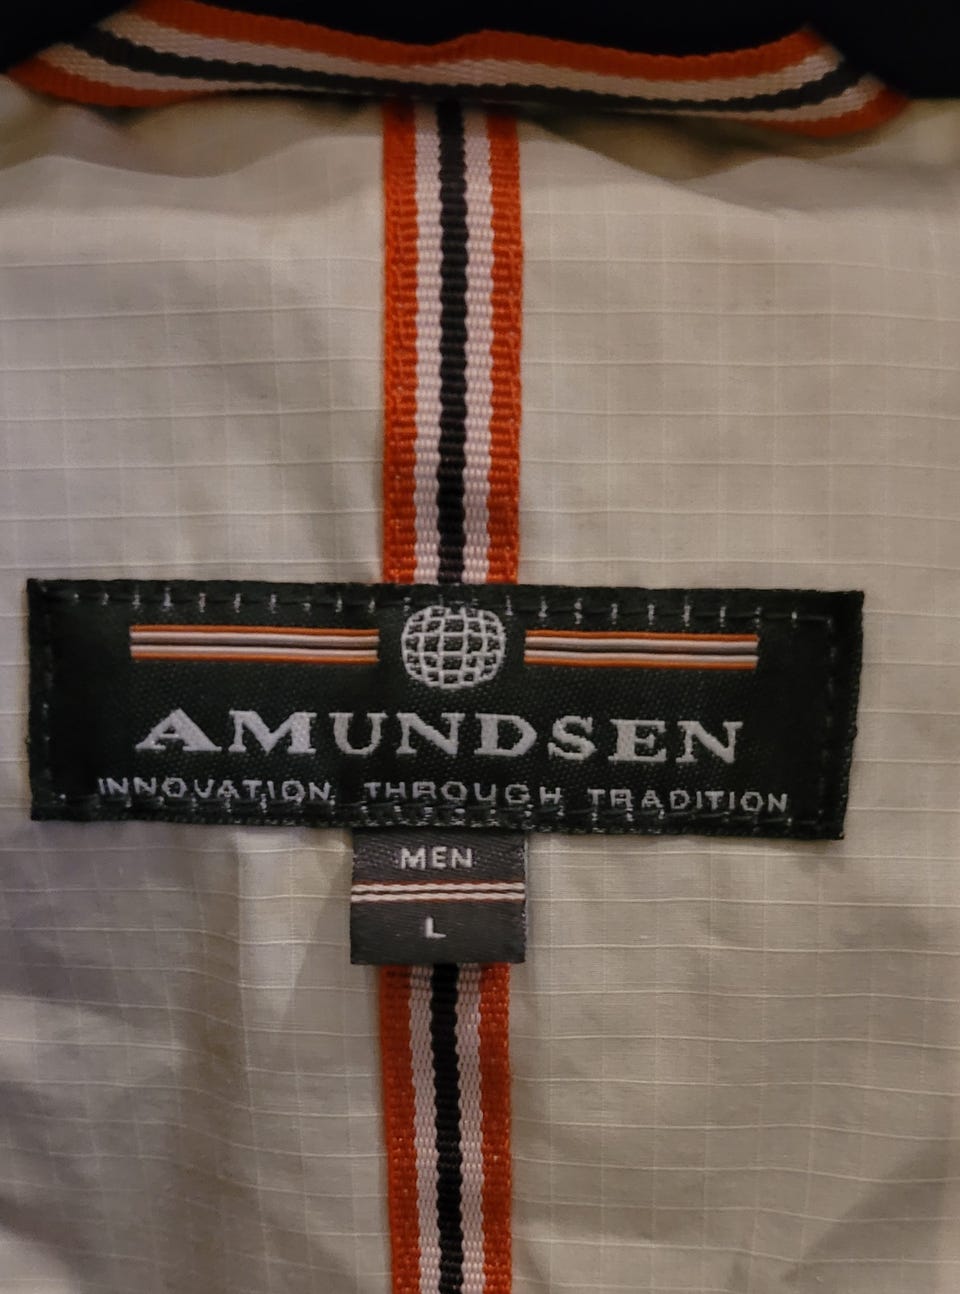 AMUNDSEN
INNOVATION THROUGH TRADITION
MEN
L